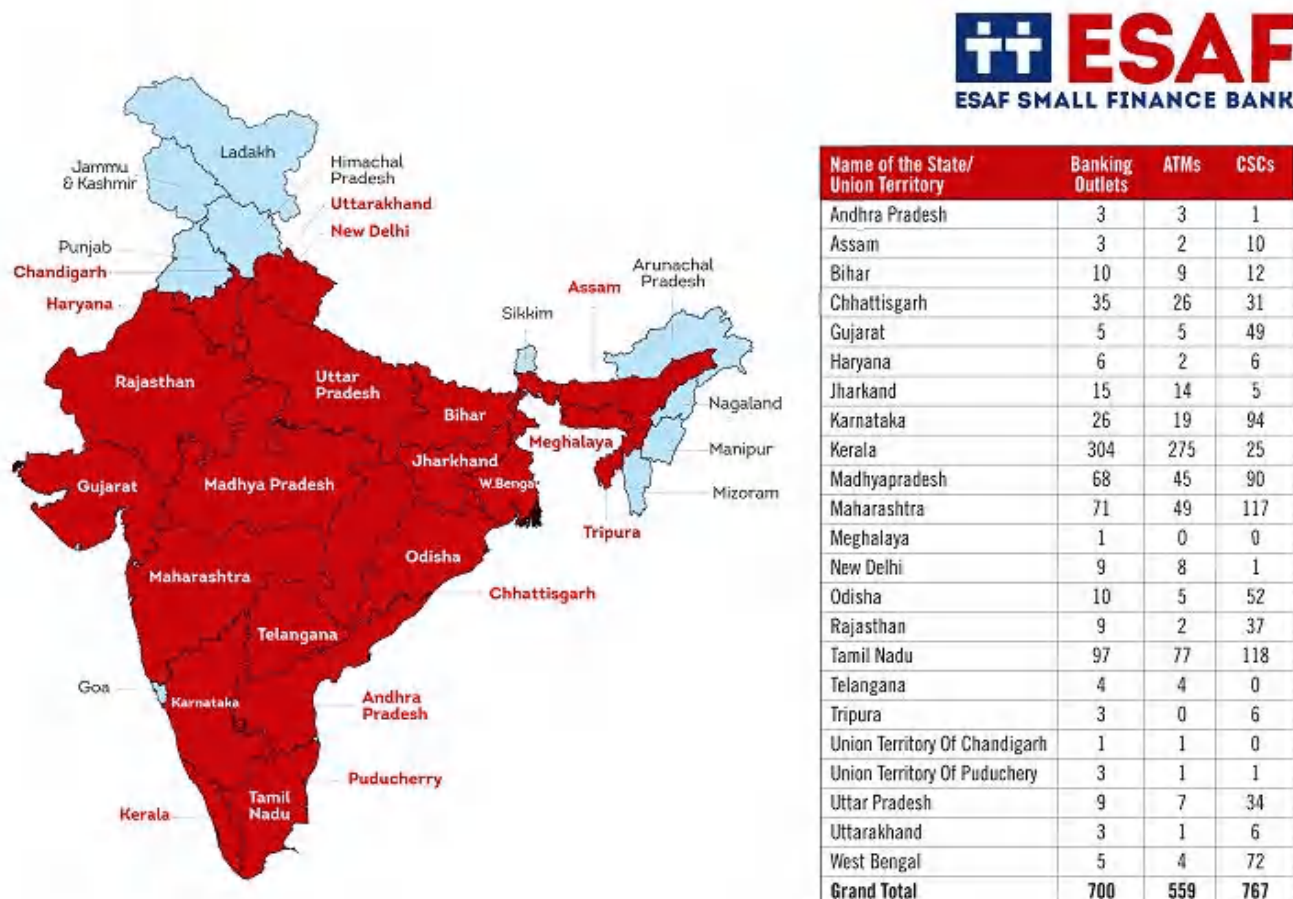 ESAF
ESAF SMALL FINANCE BANK
Ladakh
Jammu
& Kashmir
Himachal
Pradesh
Uttarakhand
New Delhi
Punjab
Chandigarh
Haryana
Arunachal
Pradesh
Assam
Sikkim
Rajasthan
Uttar
Pradesh
Bihar
Nagaland
Meghalaya
Manipur
Jharkhand
Gujarat
Madhya Pradesh
W.Bengal
Mizoram
Tripura
Odisha
Maharashtra
Chhattisgarh
Telangana
Goa
Karnataka
Andhra
Pradesh
Puducherry
Tamil
Nadu
Kerala
Name of the State/ Banking ATMs CSCs
Union Territory Outlets
Andhra Pradesh 3 3 1
Assam 3 2 10
Bihar 10 9 12
Chhattisgarh 35 26 31
Gujarat 5 5 49
Haryana 6 2 6
Jharkand 15 14 5
Karnataka 26 19 94
Kerala 304 275 25
Madhyapradesh 68 45 90
Maharashtra 71 49 117
Meghalaya 1 0 0
New Delhi 9 8 1
Odisha 10 5 52
Rajasthan 9 2 37
Tamil Nadu 97 77 118
Telangana 4 4 0
Tripura 3 0 6
Union Territory Of Chandigarh 1 1 0
Union Territory Of Puduchery 3 1 1
Uttar Pradesh 9 7 34
Uttarakhand 3 1 6
West Bengal 5 4 72
Grand Total 700 559 767